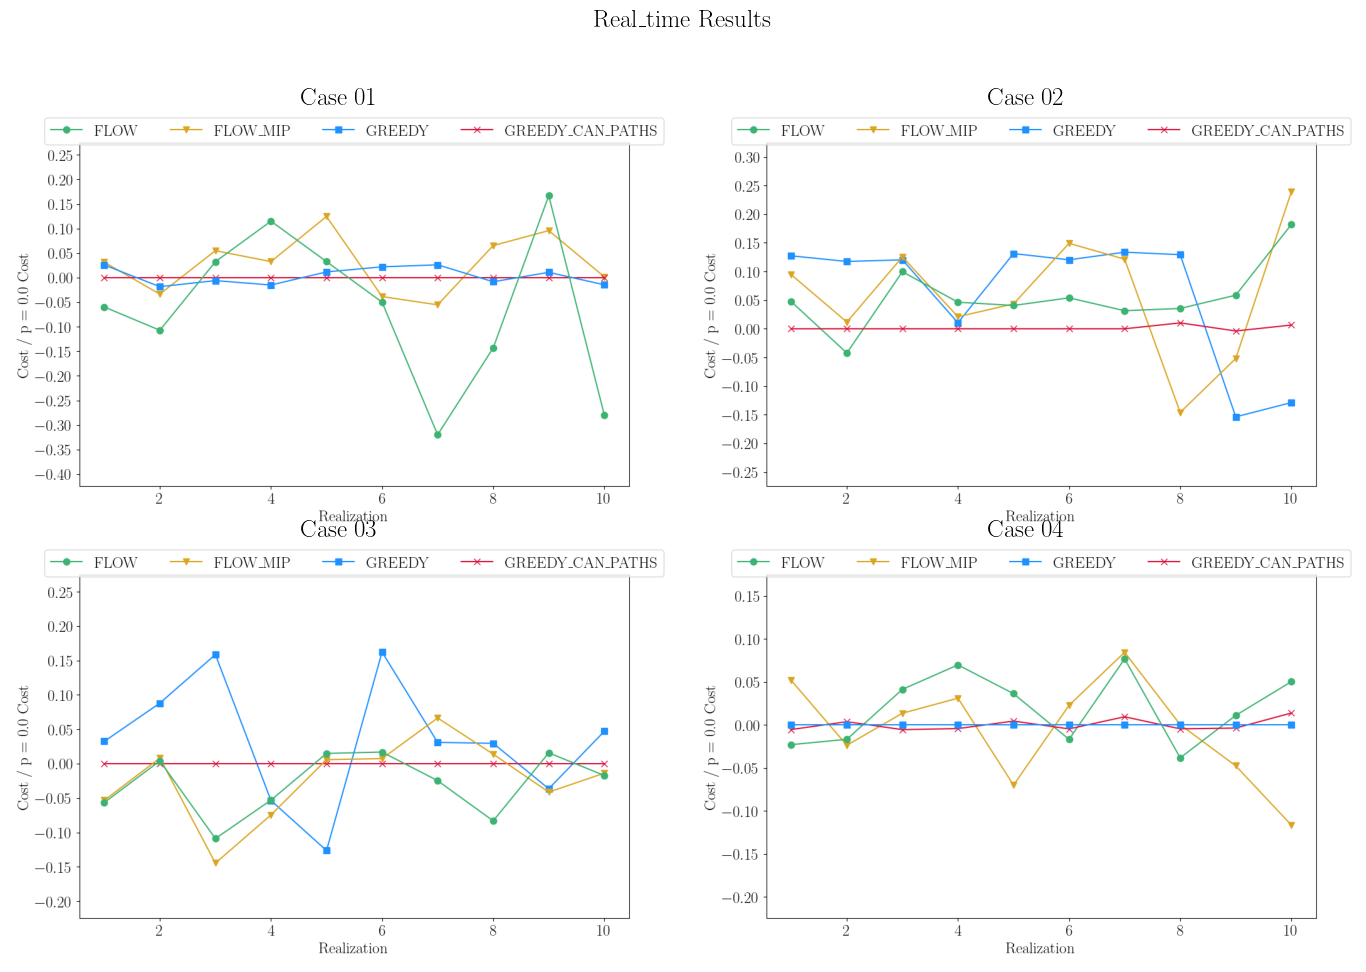 Real_time Results
Case 01
FLOW FLOW_MIP GREEDY GREEDY_CAN_PATHS
0.25
0.20
0.15
0.10
0.05
0.00
−0.05
−0.10
−0.15
−0.20
−0.25
−0.30
−0.35
−0.40
Cost / p = 0.0 Cost
2 4 6 8 10
Realization
Case 02
FLOW FLOW_MIP GREEDY GREEDY_CAN_PATHS
0.30
0.25
0.20
0.15
0.10
0.05
0.00
−0.05
−0.10
−0.15
−0.20
−0.25
Cost / p = 0.0 Cost
2 4 6 8 10
Realization
Case 03
FLOW FLOW_MIP GREEDY GREEDY_CAN_PATHS
0.25
0.20
0.15
0.10
0.05
0.00
−0.05
−0.10
−0.15
−0.20
Cost / p = 0.0 Cost
2 4 6 8 10
Realization
Case 04
FLOW FLOW_MIP GREEDY GREEDY_CAN_PATHS
0.15
0.10
0.05
0.00
−0.05
−0.10
−0.15
−0.20
Cost / p = 0.0 Cost
2 4 6 8 10
Realization